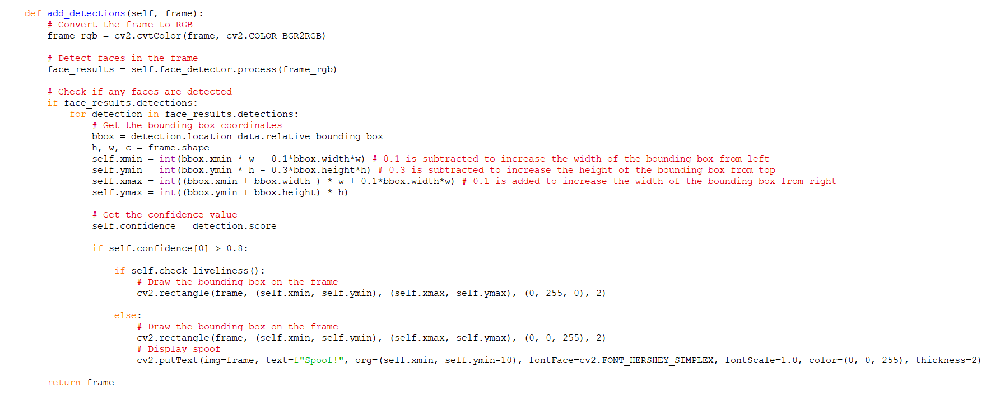 def add_detections(self, frame):
# Convert the frame to RGB
frame_rgb = cv2.cvtColor(frame, cv2.COLOR_BGR2RGB)
# Detect faces in the frame
face_results = self.face_detector.process(frame_rgb)
# Check if any faces are detected
if face_results.detections:
for detection in face_results.detections:
# Get the bounding box coordinates
bbox = detection.location_data.relative_bounding_box
h, w, c = frame.shape
self.xmin = int(bbox.xmin * w - 0.1*bbox.width*w) # 0.1 is subtracted to increase the width of the bounding box from left
self.ymin = int(bbox.ymin * h - 0.3*bbox.height*h) # 0.3 is subtracted to increase the height of the bounding box from top
self.xmax = int((bbox.xmin + bbox.width ) * w + 0.1*bbox.width*w) # 0.1 is added to increase the width of the bounding box from right
self.ymax = int((bbox.ymin + bbox.height) * h)
# Get the confidence value
self.confidence = detection.score
if self.confidence[0] > 0.8:
if self.check_liveliness():
# Draw the bounding box on the frame
cv2.rectangle(frame, (self.xmin, self.ymin), (self.xmax, self.ymax), (0, 255, 0), 2)
else:
# Draw the bounding box on the frame
cv2.rectangle(frame, (self.xmin, self.ymin), (self.xmax, self.ymax), (0, 0, 255), 2)
# Display spoof
cv2.putText(img=frame, text=f"Spoof!", org=(self.xmin, self.ymin-10), fontFace=cv2.FONT_HERSHEY_SIMPLEX, fontScale=1.0, color=(0, 0, 255), thickness=2)
return frame